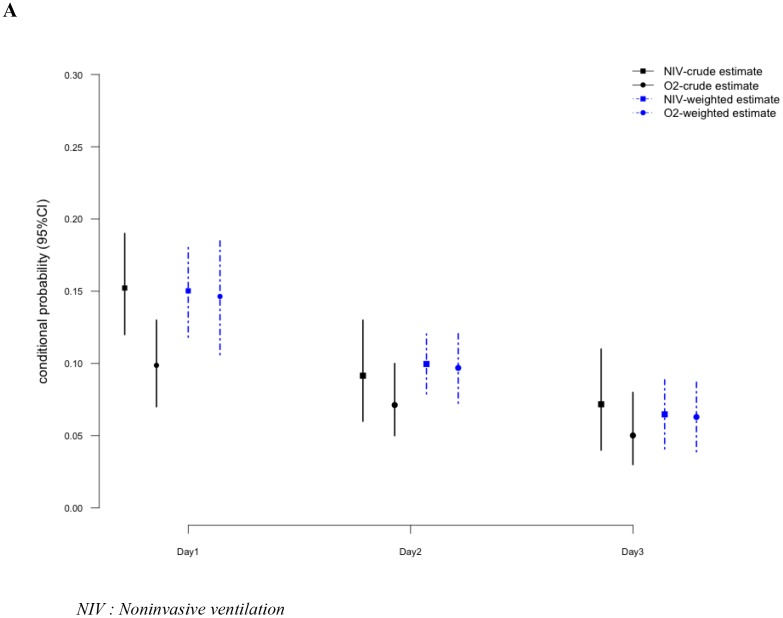 A
NIV-crude estimate
O2-crude estimate
NIV-weighted estimate
O2-weighted estimate
conditional probability (95%CI)
0.30
0.25
0.20
0.15
0.10
0.05
0.00
Day1 Day2 Day3
NIV : Noninvasive ventilation